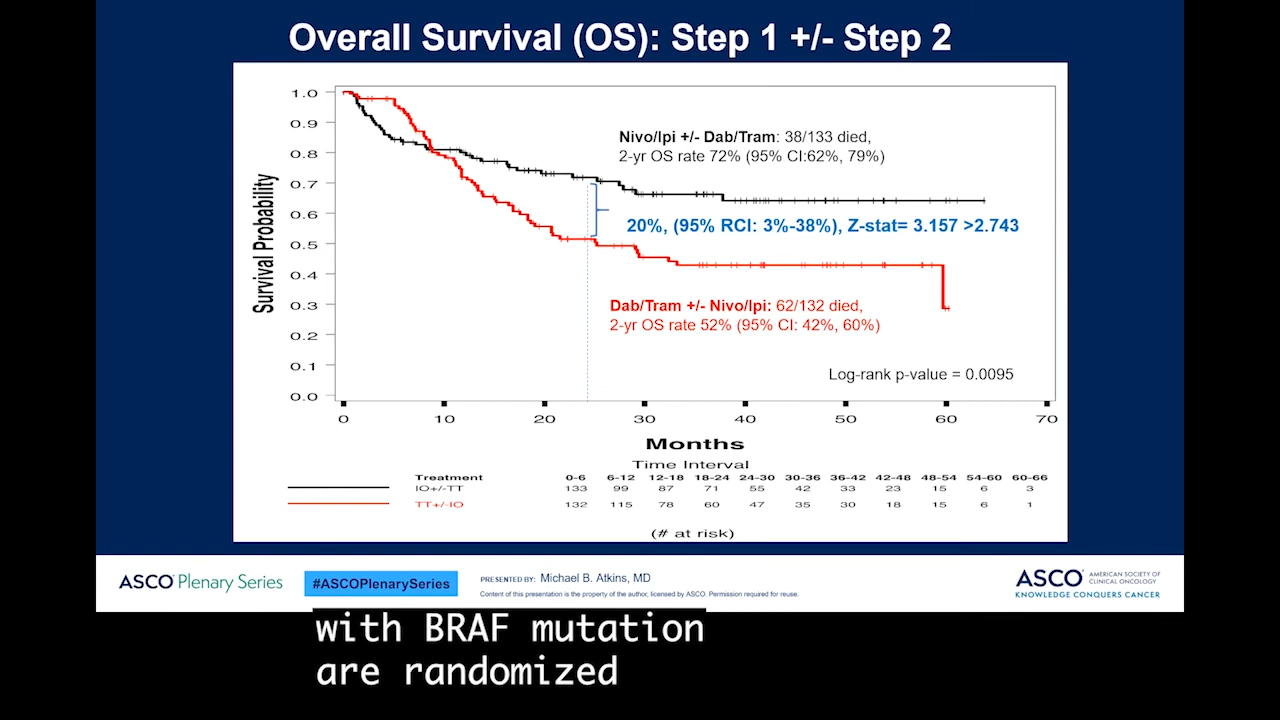 Overall Survival (OS): Step 1 +/- Step 2
1.0
0.9
0.8
0.7
0.6
0.5
0.4
0.3
0.2
0.1
0.0
Survival Probability
Nivo/Ipi +/- Dab/Tram: 38/133 died,
2-yr OS rate 72% (95% CI:62%, 79%)
20%, (95% RCI: 3%-38%), Z-stat= 3.157 >2.743
Dab/Tram +/- Nivo/Ipi: 62/132 died,
2-yr OS rate 52% (95% CI: 42%, 60%)
Log-rank p-value = 0.0095
0 10 20 30 40 50 60 70
Months
Time Interval
Treatment 0-6 6-12 12-18 18-24 24-30 30-36 36-42 42-48 48-54 54-60 60-66
IO+/-TT 133 99 87 71 55 42 33 23 15 6 3
TT+/-IO 132 115 78 60 47 35 30 18 15 6 1
(# at risk)
ASCO Plenary Series
#ASCOPlenarySeries
PRESENTED BY: Michael B. Atkins, MD
Content of this presentation is the property of the author, licensed by ASCO. Permission required for reuse.
ASCO AMERICAN SOCIETY OF
CLINICAL ONCOLOGY
KNOWLEDGE CONQUERS CANCER
with BRAF mutation
are randomized